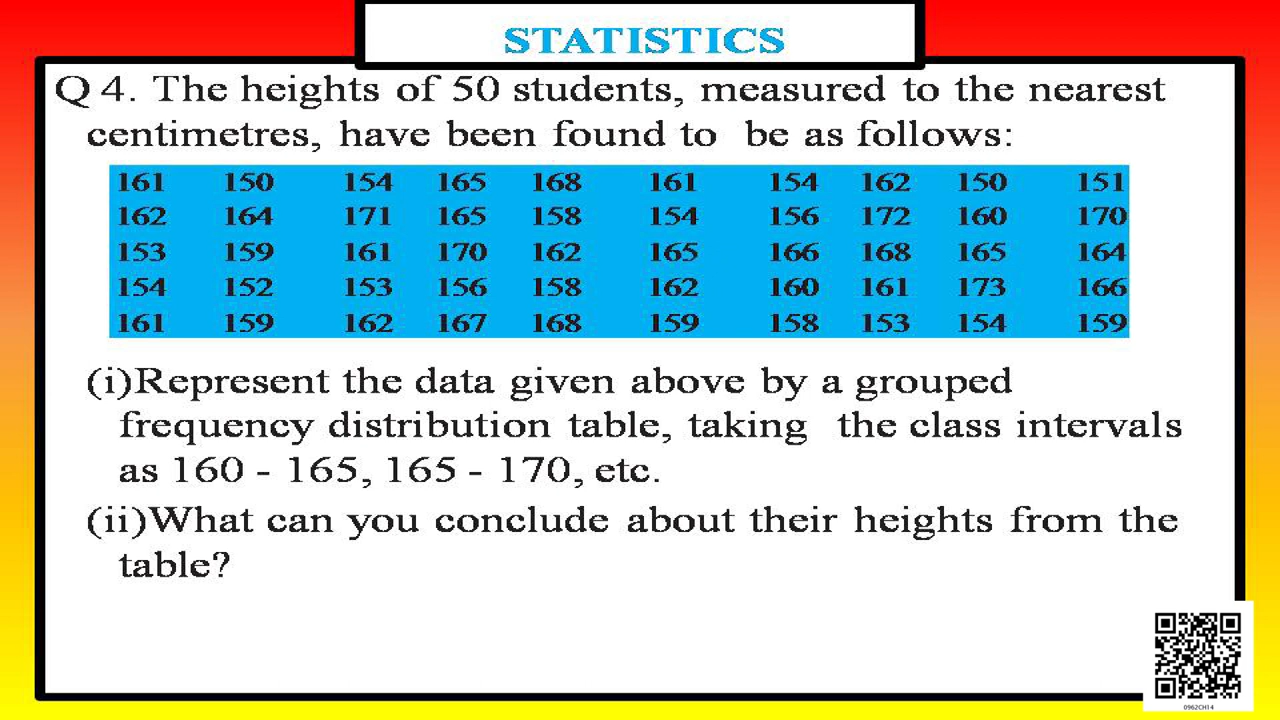 STATISTICS
Q 4. The heights of 50 students, measured to the nearest
centimetres, have been found to be as follows:
161 150 154 165 168 161 154 162 150 151
162 164 171 165 158 154 156 172 160 170
153 159 161 170 162 165 166 168 165 164
154 152 153 156 158 162 160 161 173 166
161 159 162 167 168 159 158 153 154 159
(i)Represent the data given above by a grouped
frequency distribution table, taking the class intervals
as 160 - 165, 165 - 170, etc.
(ii)What can you conclude about their heights from the
table?
0962CH14